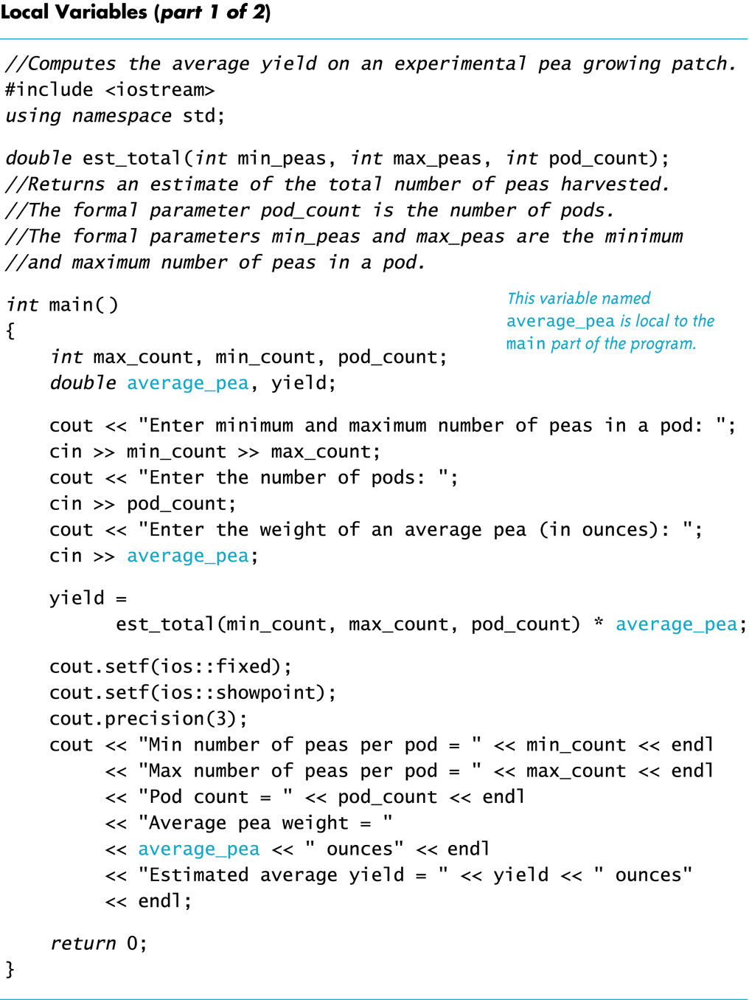 Local Variables (part 1 of 2)
//Computes the average yield on an experimental pea growing patch.
#include <iostream>
using namespace std;
double est_total(int min_peas, int max_peas, int pod_count);
//Returns an estimate of the total number of peas harvested.
//The formal parameter pod_count is the number of pods.
//The formal parameters min_peas and max_peas are the minimum
//and maximum number of peas in a pod.
int main()
{
This variable named
average_pea is local to the
main part of the program.
int max_count, min_count, pod_count;
double average_pea, yield;
cout << "Enter minimum and maximum number of peas in a pod: ";
cin >> min_count >> max_count;
cout << "Enter the number of pods: ";
cin >> pod_count;
cout << "Enter the weight of an average pea (in ounces): ";
cin >> average_pea;
yield =
est_total(min_count, max_count, pod_count) * average_pea;
cout.setf(ios::fixed);
cout.setf(ios::showpoint);
cout.precision(3);
cout << "Min number of peas per pod = " << min_count << endl
<< "Max number of peas per pod = " << max_count << endl
<< "Pod count = " << pod_count << endl
<< "Average pea weight = "
<< average_pea << " ounces" << endl
<< "Estimated average yield = " << yield << " ounces"
<< endl;
return 0;
}